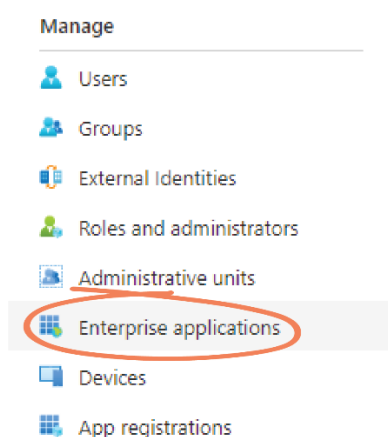 Manage
Users
Groups
External Identities
Roles and administrators
Administrative units
Enterprise applications
Devices
App registrations